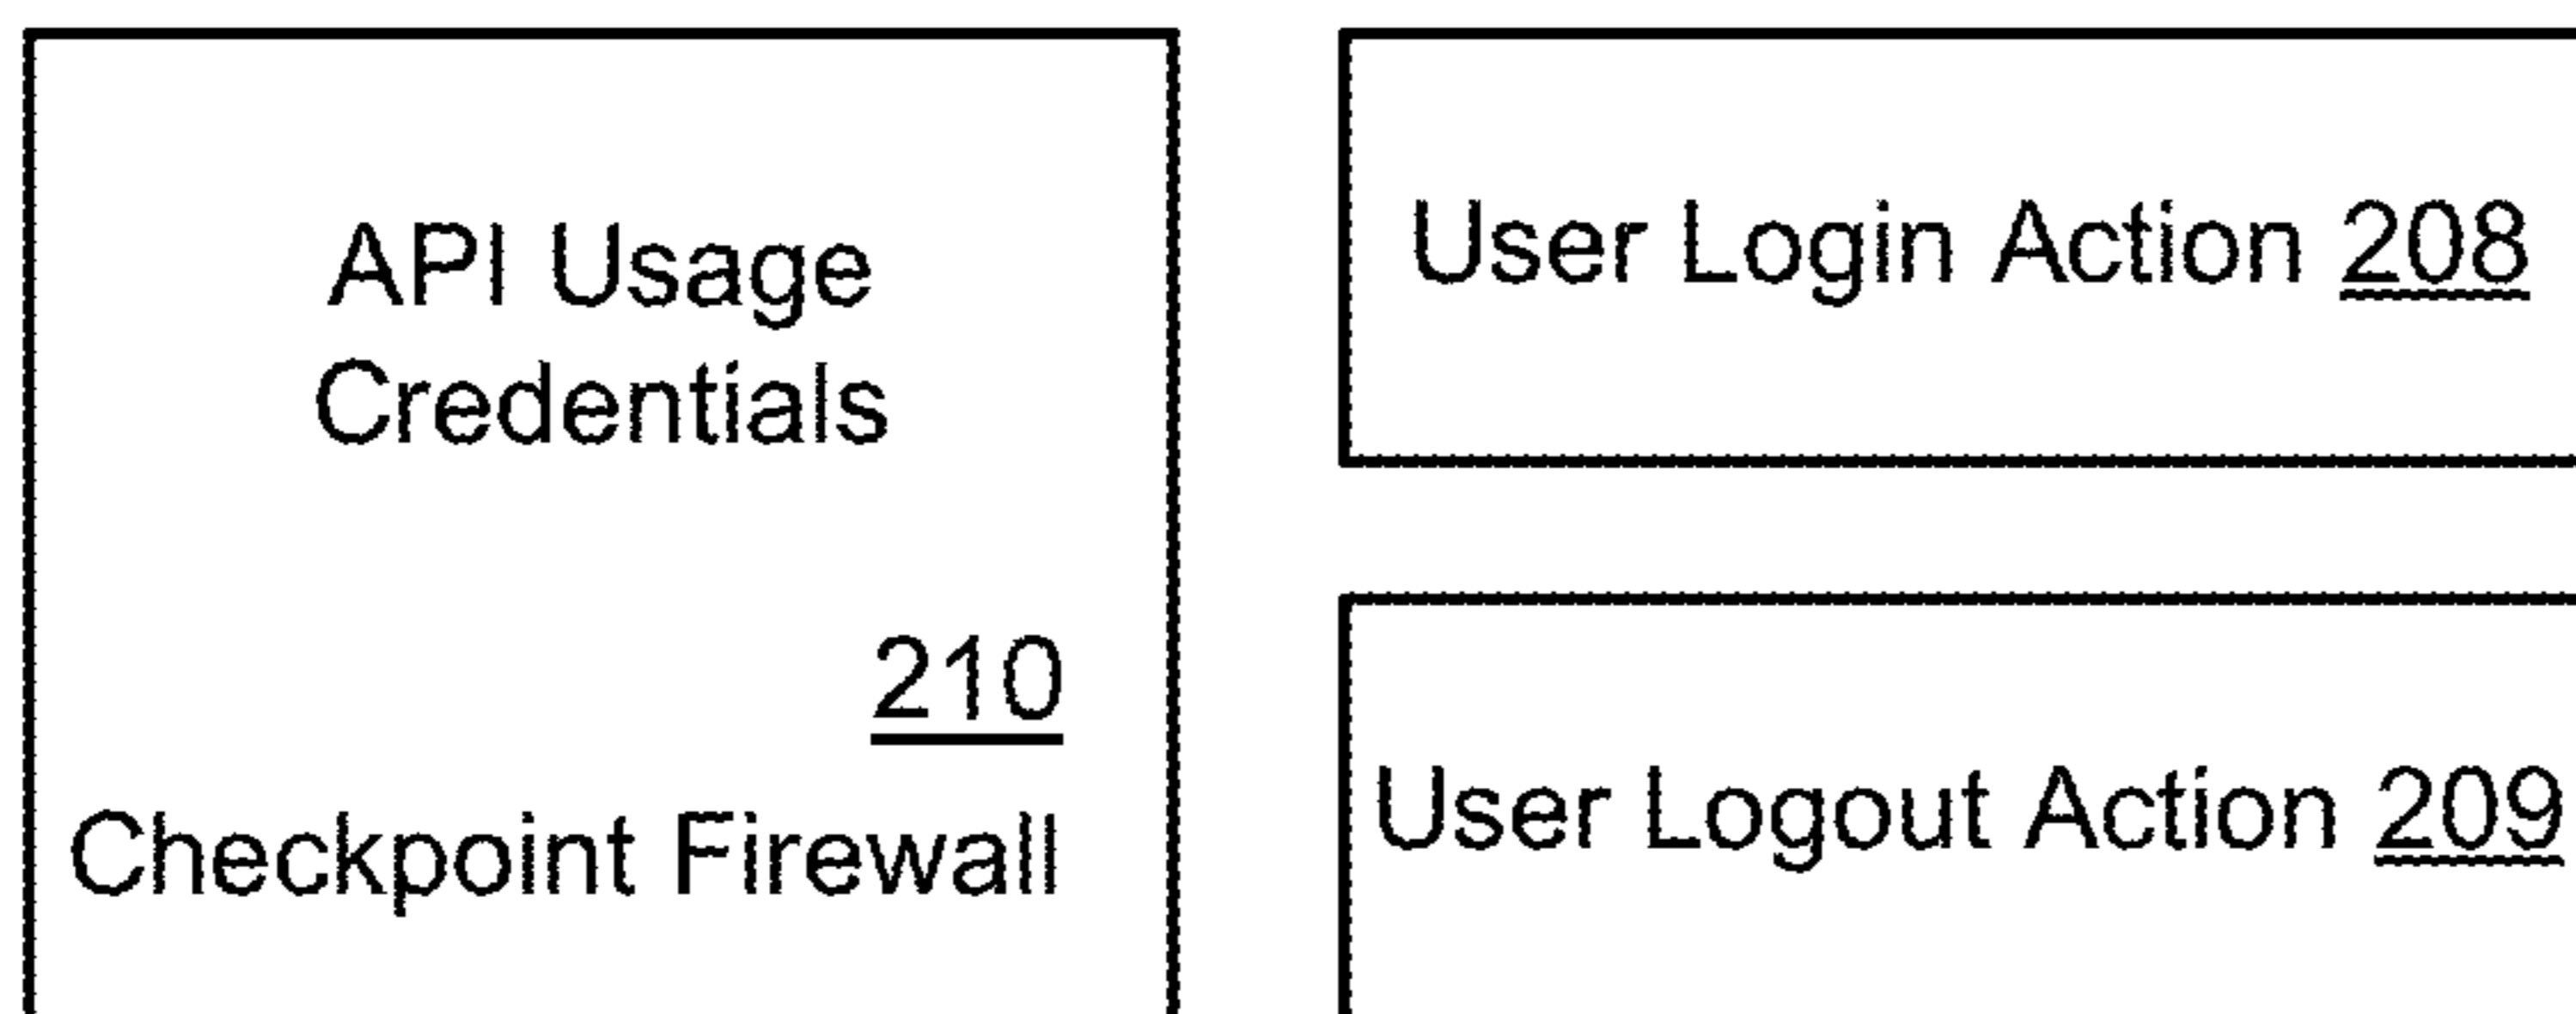 API Usage
Credentials
210
Checkpoint Firewall
User Login Action 208
User Logout Action 209